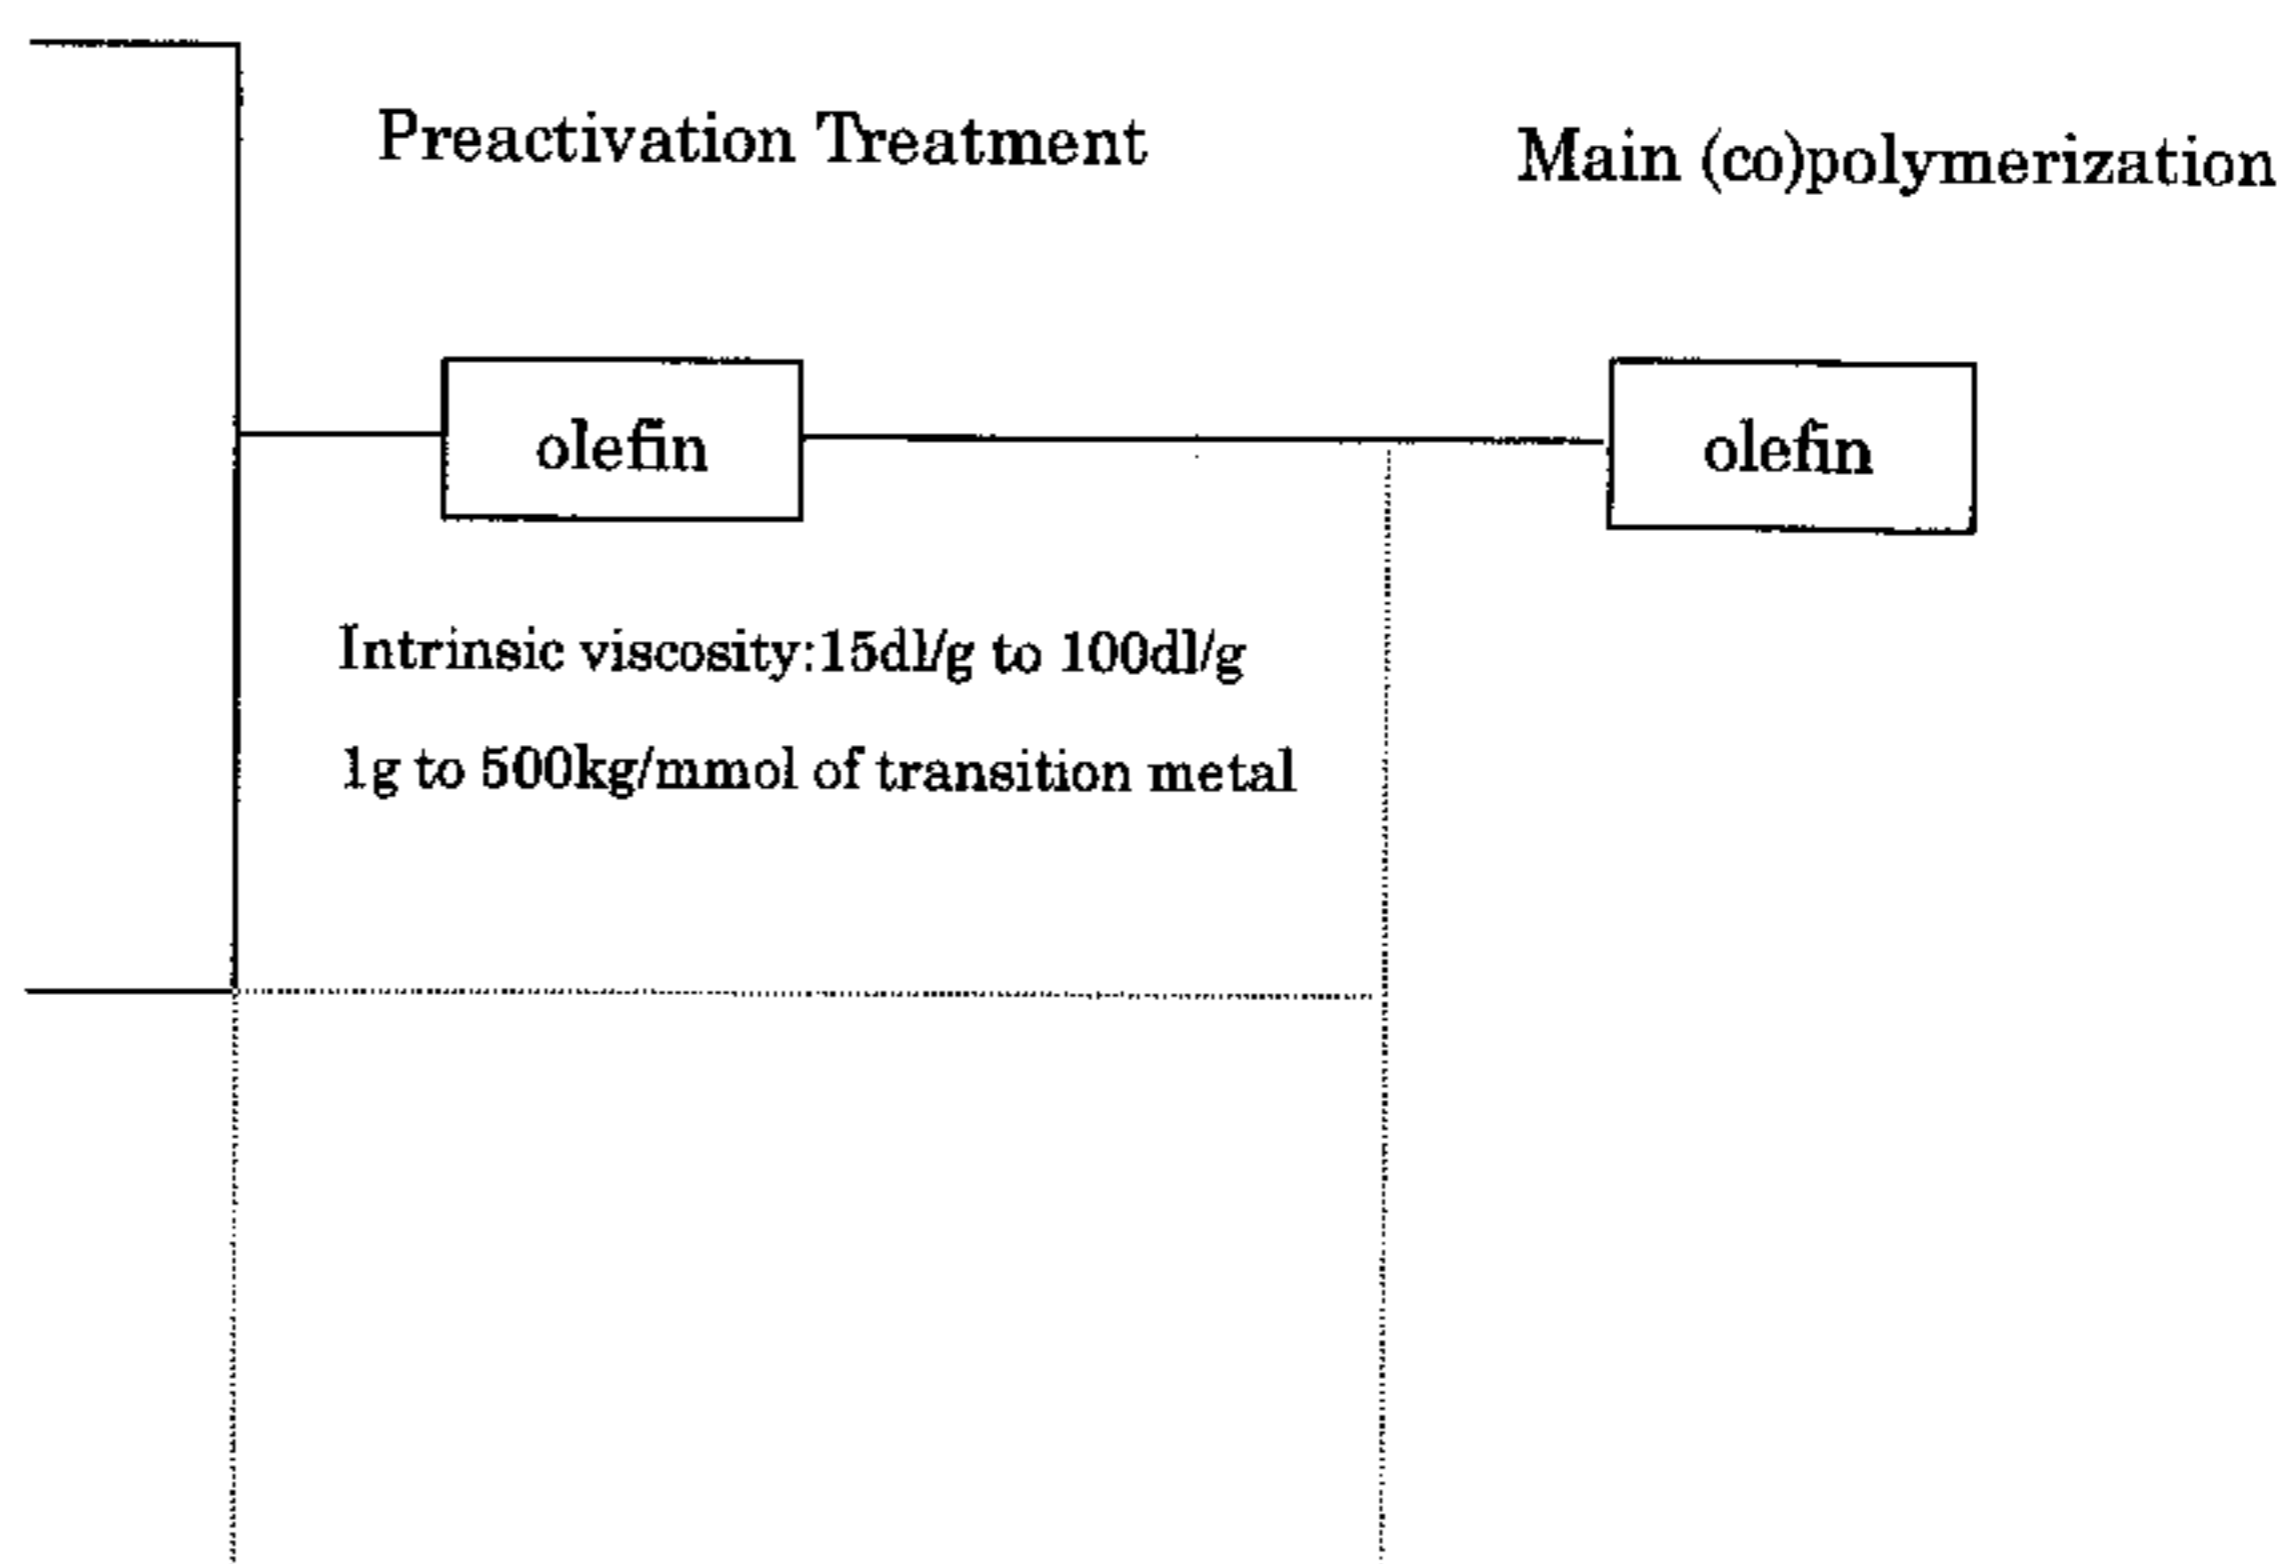 Preactivation Treatment
Main (co)polymerization
olefin
olefin
Intrinsic viscosity:15dl/g to 100dl/g
1g to 500kg/mmol of transition metal